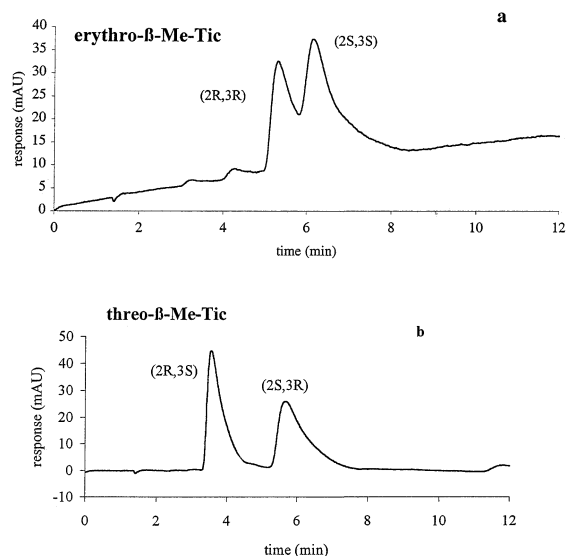 a
erythro-ß-Me-Tic
(2S,3S)
(2R,3R)
response (mAU)
40
35
30
25
20
15
10
5
0
0 2 4 6 8 10 12
time (min)
threo-ß-Me-Tic
b
(2R,3S)
(2S,3R)
response (mAU)
50
40
30
20
10
0
-10
0 2 4 6 8 10 12
time (min)